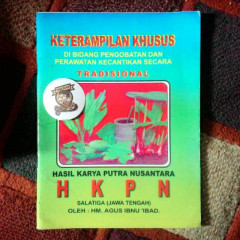 KETERAMPILAN KHUSUS
DI BIDANG PENGOBATAN DAN
PERAWATAN KECANTIKAN SECARA
TRADISIONAL
HASIL KARYA PUTRA NUSANTARA
H K P N
SALATIGA (JAWA TENGAH)
OLEH : HM. AGUS IBNU 'IBAD.